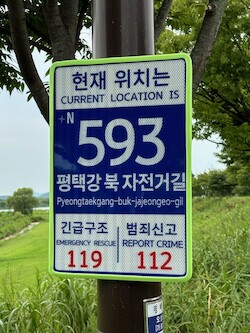 현재 위치는
CURRENT LOCATION IS
N
593
평택강 북 자전거길
Pyeongtaekgang-buk-jajeongeo-gil
긴급구조 범죄신고
EMERGENCY RESCUE REPORT CRIME
119 112